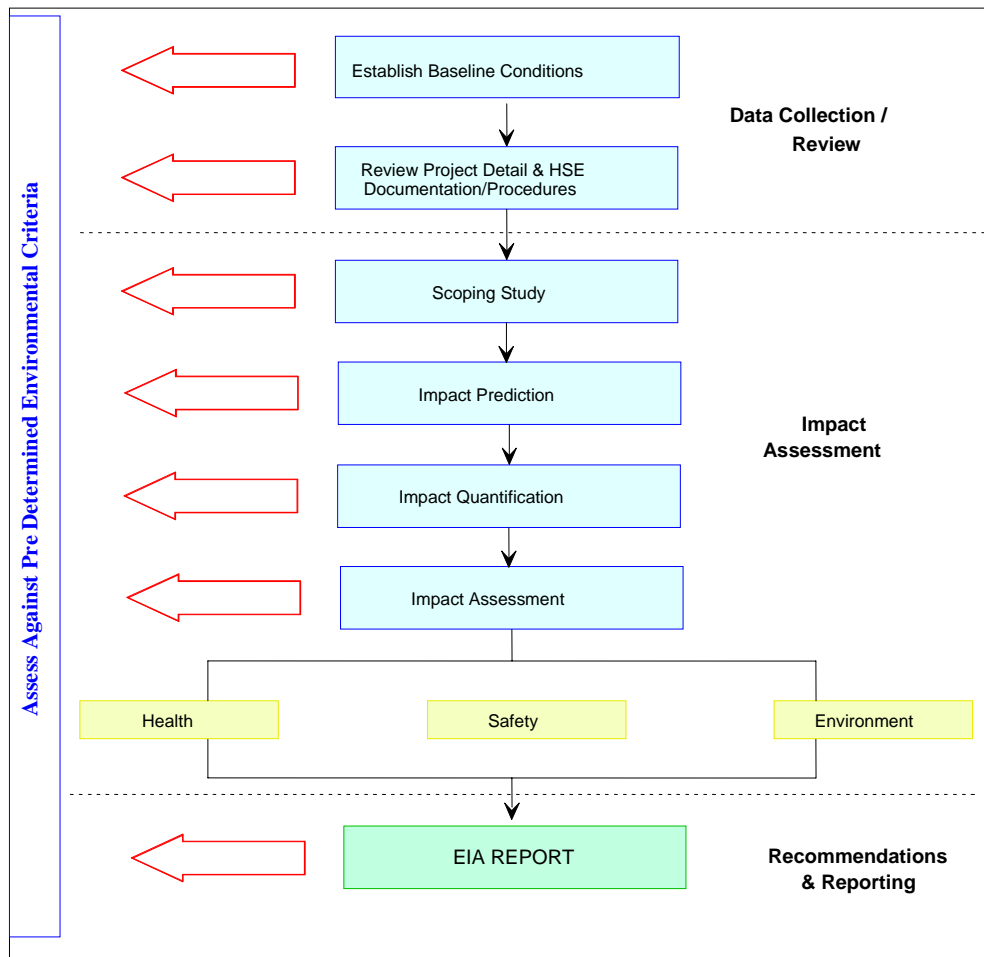 Assess Against Pre Determined Environmental Criteria
Establish Baseline Conditions
Data Collection /
Review
Review Project Detail & HSE
Documentation/Procedures
Scoping Study
Impact Prediction
Impact
Assessment
Impact Quantification
Impact Assessment
Health
Safety
Environment
EIA REPORT
Recommendations
& Reporting